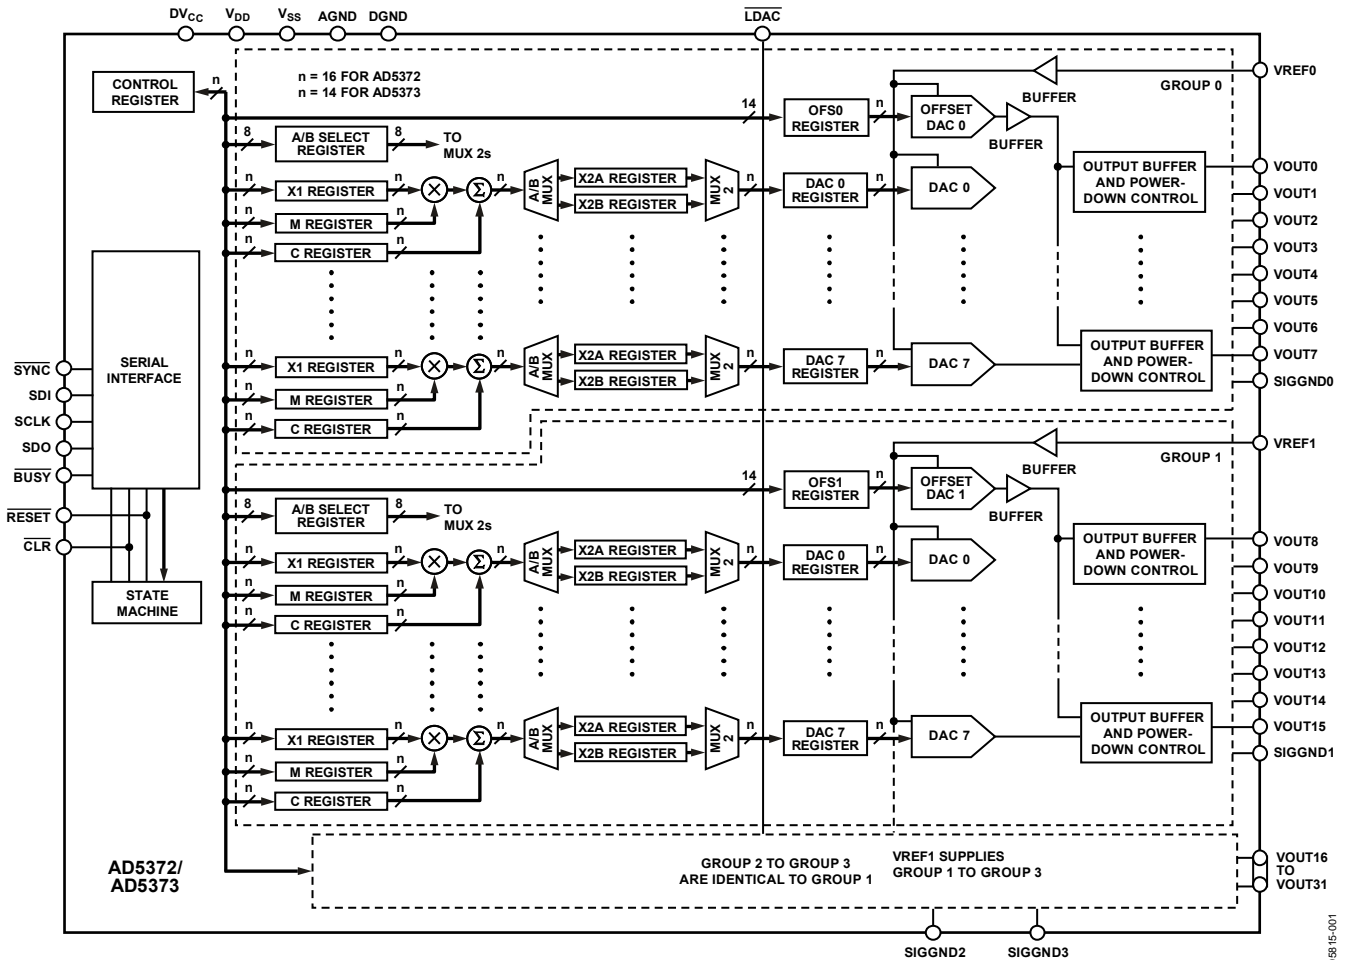 DVCC VDD VSS AGND DGND LDAC
CONTROL
REGISTER
n
n = 16 FOR AD5372
n = 14 FOR AD5373
VREF0
GROUP 0
BUFFER
14
OFS0
REGISTER
n
OFFSET
DAC 0
BUFFER
8
A/B SELECT
REGISTER
8
TO
MUX 2s
n
X1 REGISTER
n
×
Σ
n
A/B
MUX
X2A REGISTER
X2B REGISTER
MUX
2
n
DAC 0
REGISTER
n
DAC 0
OUTPUT BUFFER
AND POWER-
DOWN CONTROL
n
M REGISTER
n
n
C REGISTER
n
VOUT0
VOUT1
VOUT2
VOUT3
VOUT4
VOUT5
VOUT6
VOUT7
SIGGND0
n
X1 REGISTER
n
×
Σ
n
A/B
MUX
X2A REGISTER
X2B REGISTER
MUX
2
n
DAC 7
REGISTER
n
DAC 7
OUTPUT BUFFER
AND POWER-
DOWN CONTROL
n
M REGISTER
n
n
C REGISTER
n
SERIAL
INTERFACE
SYNC
SDI
SCLK
SDO
BUSY
RESET
CLR
STATE
MACHINE
VREF1
GROUP 1
BUFFER
14
OFS1
REGISTER
n
OFFSET
DAC 1
BUFFER
8
A/B SELECT
REGISTER
8
TO
MUX 2s
n
X1 REGISTER
n
×
Σ
n
A/B
MUX
X2A REGISTER
X2B REGISTER
MUX
2
n
DAC 0
REGISTER
n
DAC 0
OUTPUT BUFFER
AND POWER-
DOWN CONTROL
n
M REGISTER
n
n
C REGISTER
n
VOUT8
VOUT9
VOUT10
VOUT11
VOUT12
VOUT13
VOUT14
VOUT15
SIGGND1
n
X1 REGISTER
n
×
Σ
n
A/B
MUX
X2A REGISTER
X2B REGISTER
MUX
2
n
DAC 7
REGISTER
n
DAC 7
OUTPUT BUFFER
AND POWER-
DOWN CONTROL
n
M REGISTER
n
n
C REGISTER
n
AD5372/
AD5373
GROUP 2 TO GROUP 3
ARE IDENTICAL TO GROUP 1
VREF1 SUPPLIES
GROUP 1 TO GROUP 3
VOUT16
TO
VOUT31
SIGGND2 SIGGND3